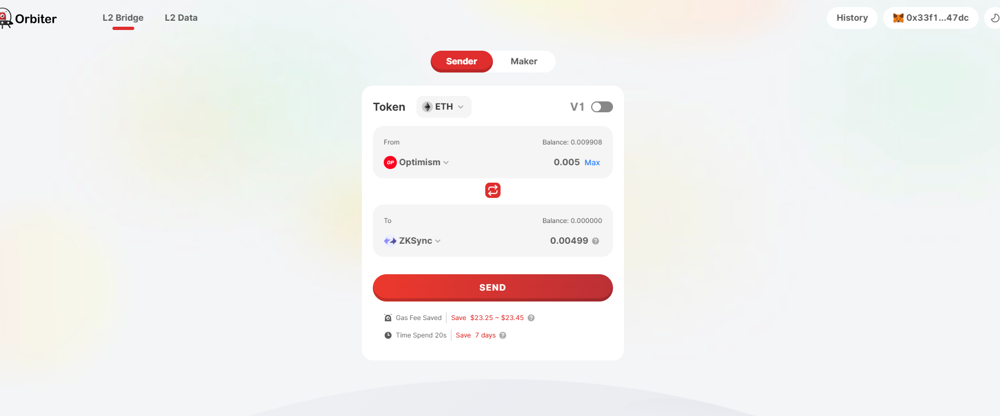 Orbiter
L2 Bridge
L2 Data
History
0x33f1...47dc
Sender
Maker
Token
ETH
V1
From
Balance: 0.009908
OP
Optimism
0.005
Max
To
Balance: 0.000000
ZKSync
0.00499
SEND
Gas Fee Saved
Save $23.25 ~ $23.45
Time Spend 20s
Save 7 days